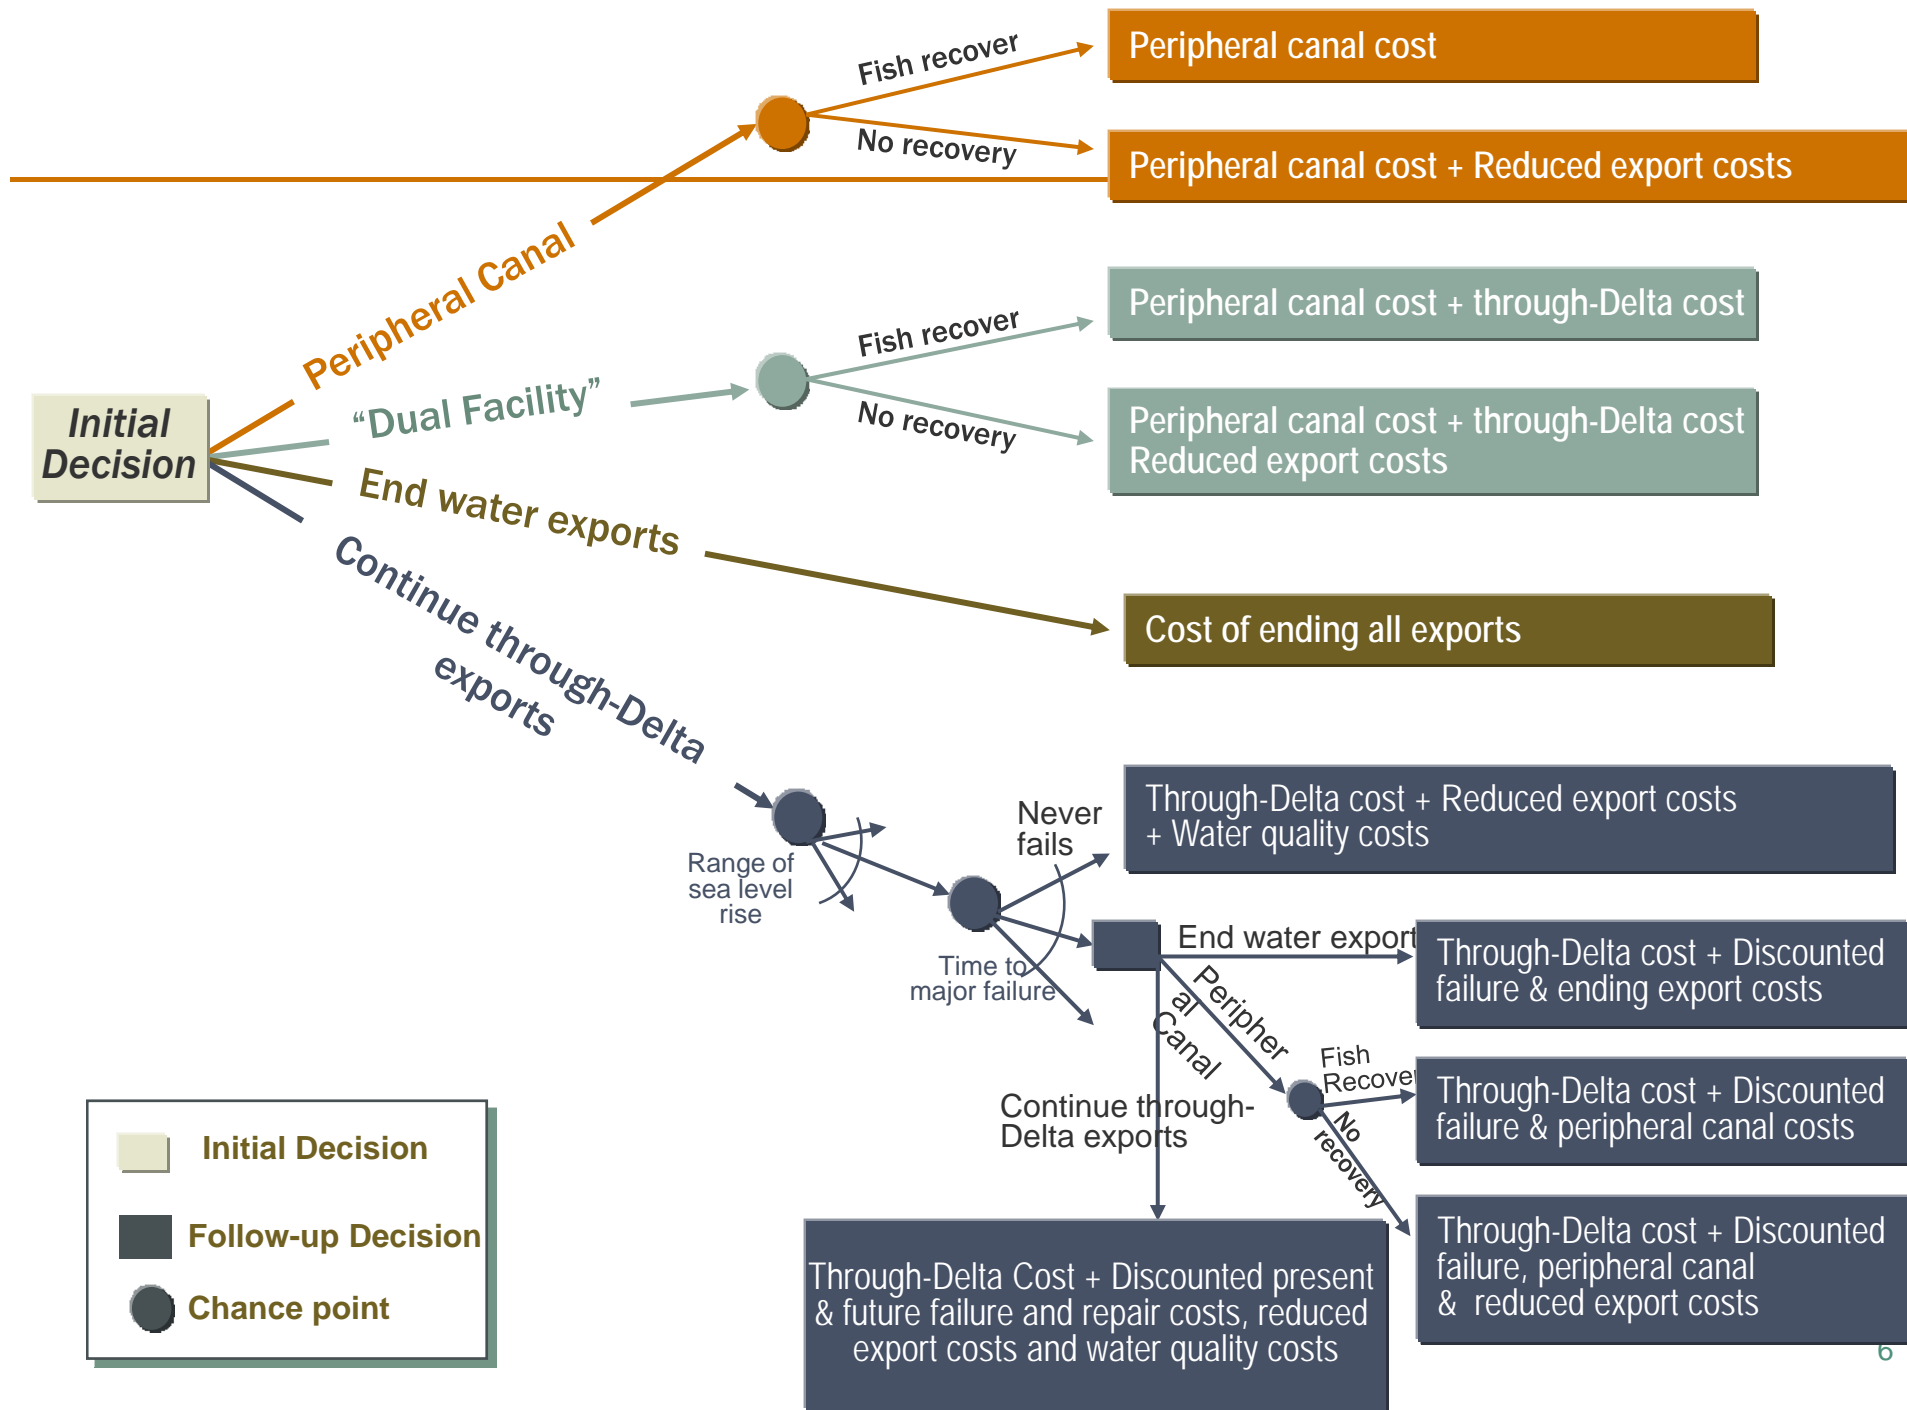 Fish recover
Peripheral canal cost
No recovery
Peripheral canal cost + Reduced export costs
Peripheral Canal
Fish recover
Peripheral canal cost + through-Delta cost
“Dual Facility”
No recovery
Peripheral canal cost + through-Delta cost
Reduced export costs
Initial
Decision
End water exports
Cost of ending all exports
Continue through-Delta
exports
Range of
sea level
rise
Never
fails
Through-Delta cost + Reduced export costs
+ Water quality costs
Time to
major failure
End water export
Through-Delta cost + Discounted
failure & ending export costs
Peripher
al
Canal
Fish
Recover
Through-Delta cost + Discounted
failure & peripheral canal costs
No
recovery
Through-Delta cost + Discounted
failure, peripheral canal
& reduced export costs
Continue through-
Delta exports
Through-Delta Cost + Discounted present
& future failure and repair costs, reduced
export costs and water quality costs
Initial Decision
Follow-up Decision
Chance point
6